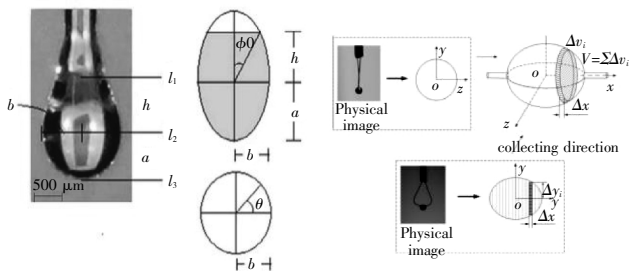 l₁
b
h
l₂
a
l₃
500 μm
ϕ0
h
a
b
θ
b
Physical
image
y
o
z
Δvᵢ
V=ΣΔvᵢ
o
x
Δx
z
collecting direction
Physical
image
y
Δyᵢ
o
y
Δx